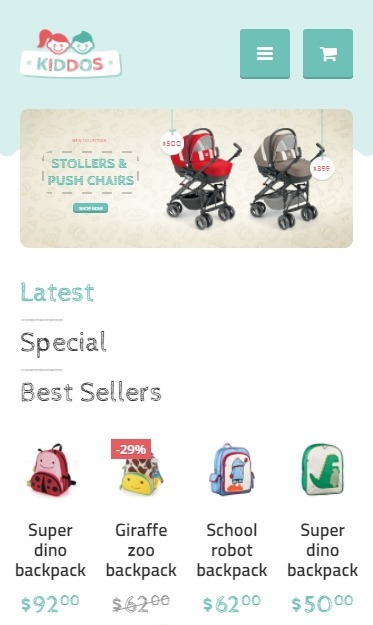 KIDDOS
NEW COLLECTION
STOLLERS &
PUSH CHAIRS
SHOP NOW
$500
$399
Latest
Special
Best Sellers
-29%
Super
dino
backpack
$92.00
Giraffe
zoo
backpack
$62.00
School
robot
backpack
$62.00
Super
dino
backpack
$50.00